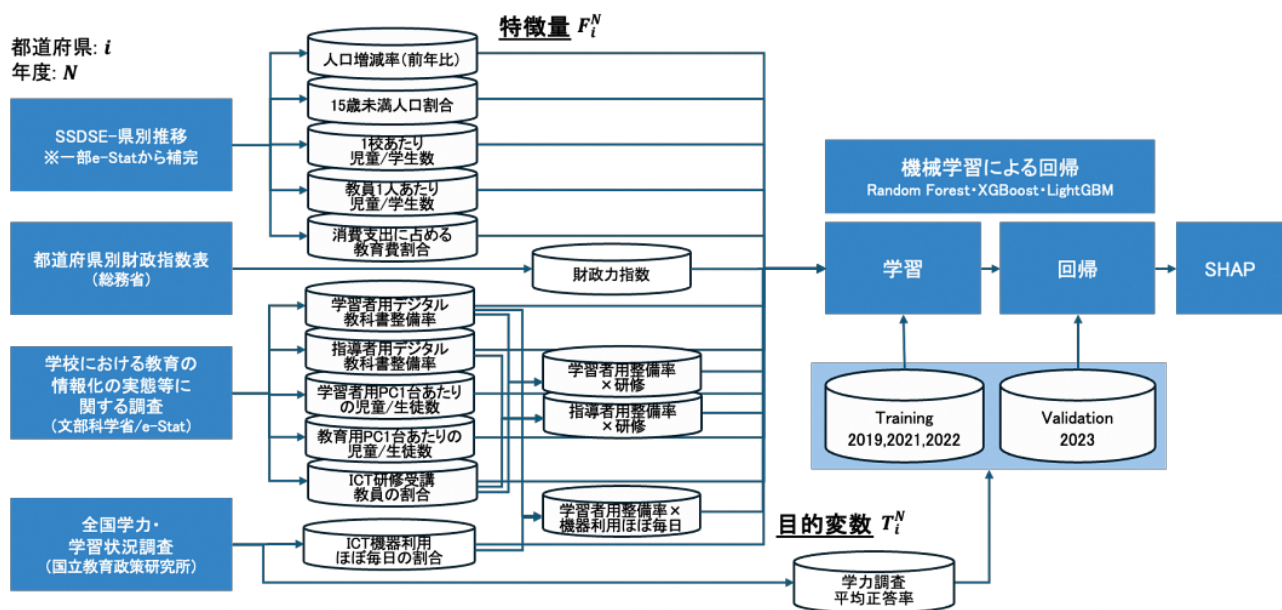 特徴量 F_i^N
都道府県: i
年度: N
SSDSE-県別推移
※一部e-Statから補完
都道府県別財政指数表
(総務省)
学校における教育の
情報化の実態等に
関する調査
(文部科学省/e-Stat)
全国学力・
学習状況調査
(国立教育政策研究所)
人口増減率(前年比)
15歳未満人口割合
1校あたり
児童/学生数
教員1人あたり
児童/学生数
消費支出に占める
教育費割合
財政力指数
学習者用デジタル
教科書整備率
指導者用デジタル
教科書整備率
学習者用PC1台あたり
の児童/生徒数
教育用PC1台あたりの
児童/生徒数
ICT研修受講
教員の割合
ICT機器利用
ほぼ毎日の割合
学習者用整備率
×研修
指導者用整備率
×研修
学習者用整備率×
機器利用ほぼ毎日
機械学習による回帰
Random Forest・XGBoost・LightGBM
学習
回帰
SHAP
Training
2019,2021,2022
Validation
2023
目的変数 T_i^N
学力調査
平均正答率